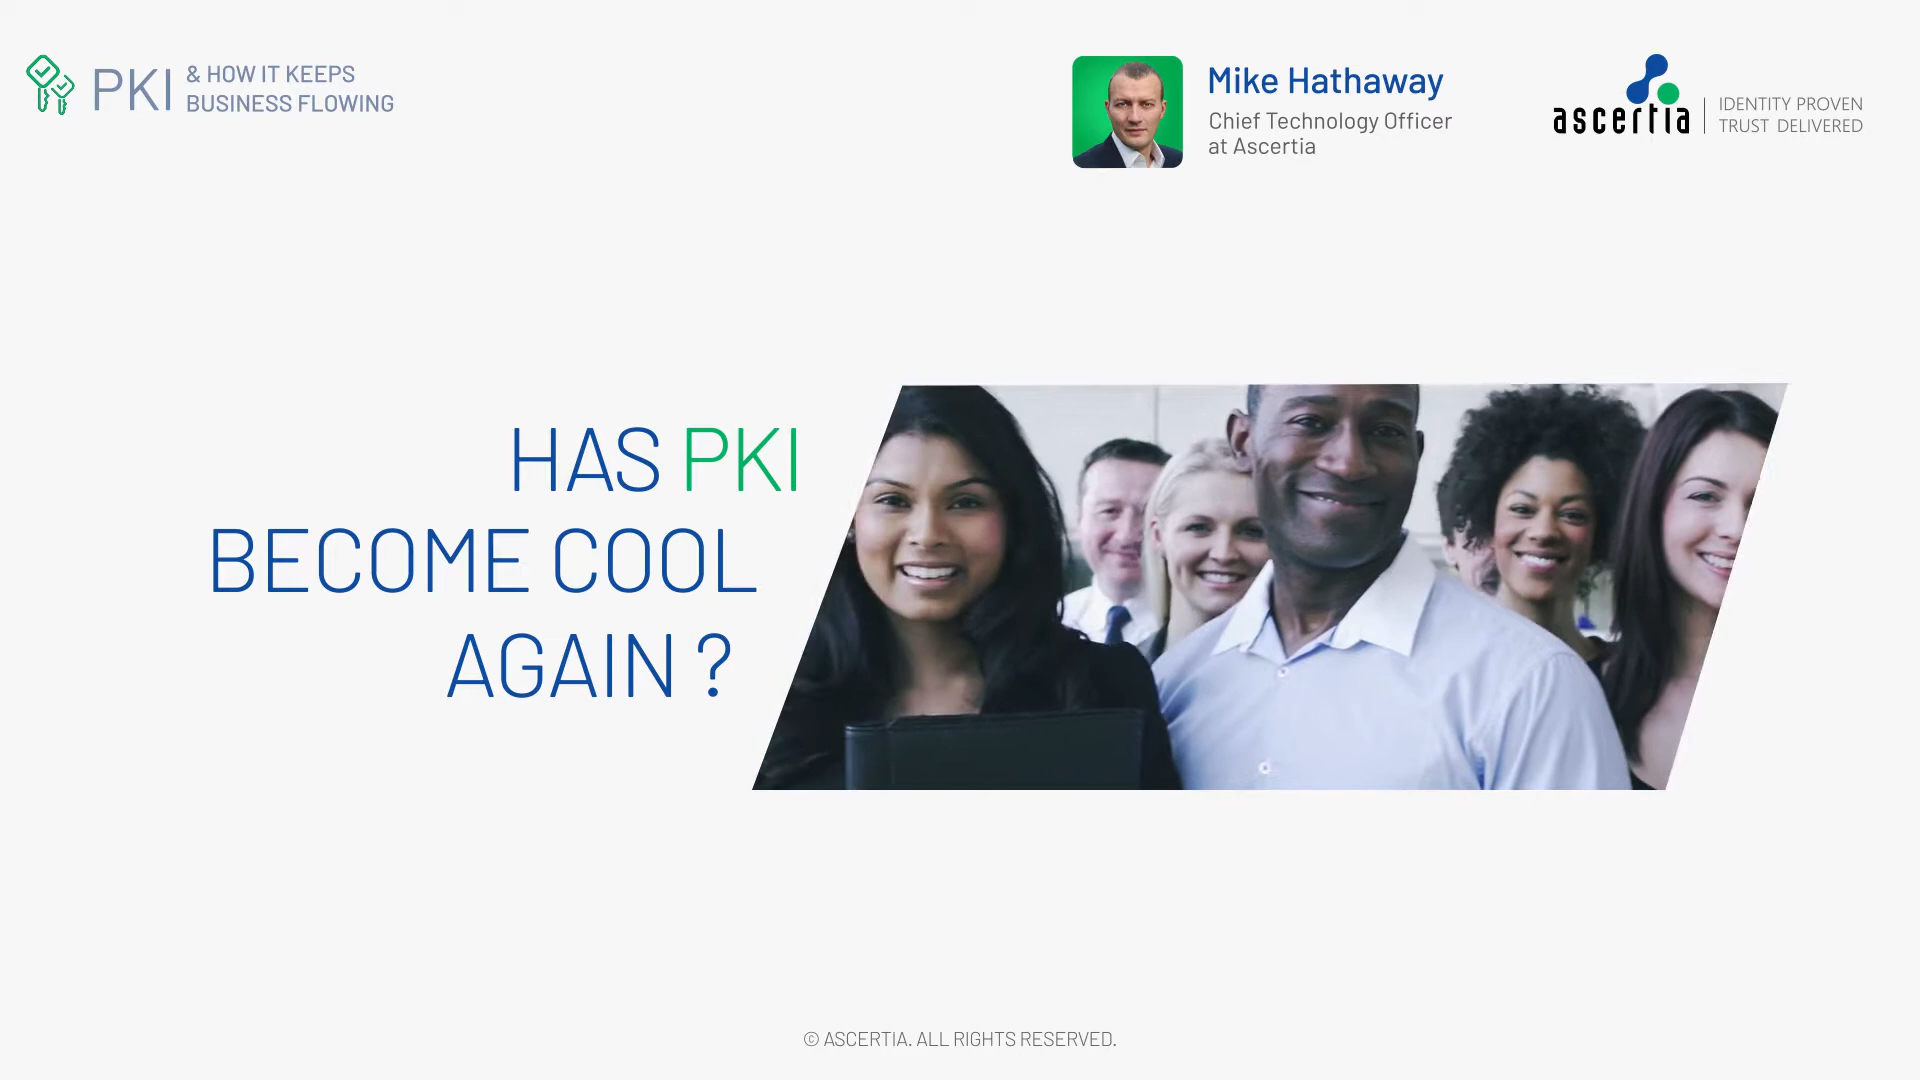 PKI
& HOW IT KEEPS
BUSINESS FLOWING
Mike Hathaway
Chief Technology Officer
at Ascertia
ascertia
IDENTITY PROVEN
TRUST DELIVERED
HAS PKI
BECOME COOL
AGAIN ?
© ASCERTIA. ALL RIGHTS RESERVED.